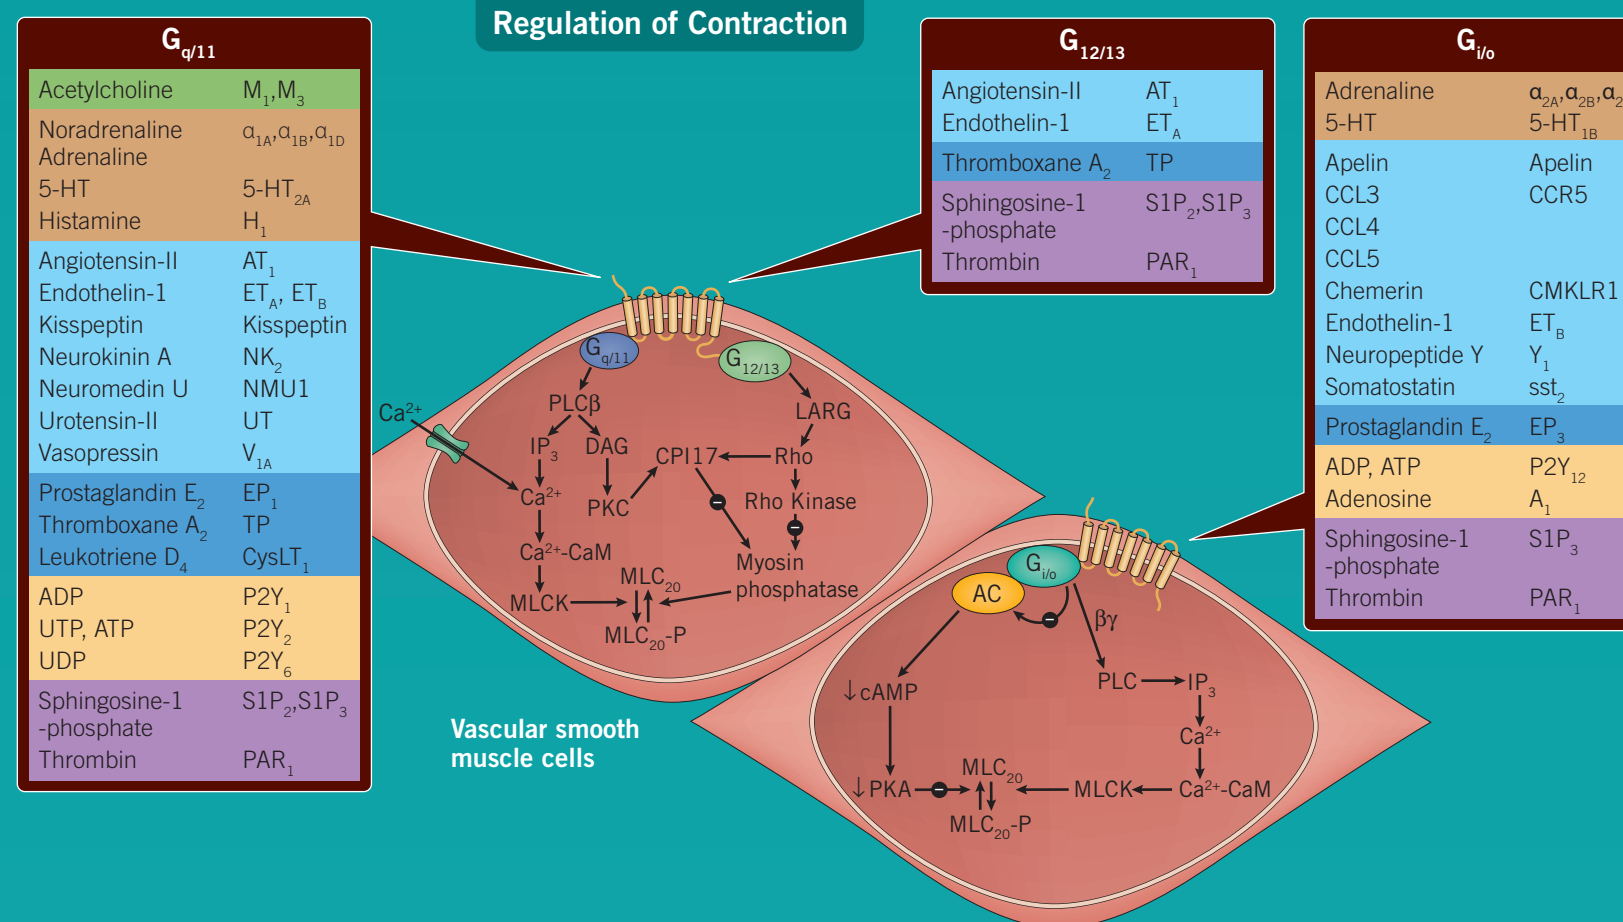 Regulation of Contraction
Gq/11
Acetylcholine M1,M3
Noradrenaline α1A,α1B,α1D
Adrenaline
5-HT 5-HT2A
Histamine H1
Angiotensin-II AT1
Endothelin-1 ETA, ETB
Kisspeptin Kisspeptin
Neurokinin A NK2
Neuromedin U NMU1
Urotensin-II UT
Vasopressin V1A
Prostaglandin E2 EP1
Thromboxane A2 TP
Leukotriene D4 CysLT1
ADP P2Y1
UTP, ATP P2Y2
UDP P2Y6
Sphingosine-1 S1P2,S1P3
-phosphate
Thrombin PAR1
G12/13
Angiotensin-II AT1
Endothelin-1 ETA
Thromboxane A2 TP
Sphingosine-1 S1P2,S1P3
-phosphate
Thrombin PAR1
Gi/o
Adrenaline α2A,α2B,α2
5-HT 5-HT1B
Apelin Apelin
CCL3 CCR5
CCL4
CCL5
Chemerin CMKLR1
Endothelin-1 ETB
Neuropeptide Y Y1
Somatostatin sst2
Prostaglandin E2 EP3
ADP, ATP P2Y12
Adenosine A1
Sphingosine-1 S1P3
-phosphate
Thrombin PAR1
Gq/11
G12/13
PLCβ
LARG
Ca2+
IP3 DAG
CPI17 Rho
Ca2+
PKC
Rho Kinase
Ca2+-CaM
Myosin
phosphatase
MLC20
MLCK
MLC20-P
Vascular smooth
muscle cells
Gi/o
AC
βγ
↓cAMP
PLC IP3
Ca2+
MLC20
↓PKA
MLCK Ca2+-CaM
MLC20-P